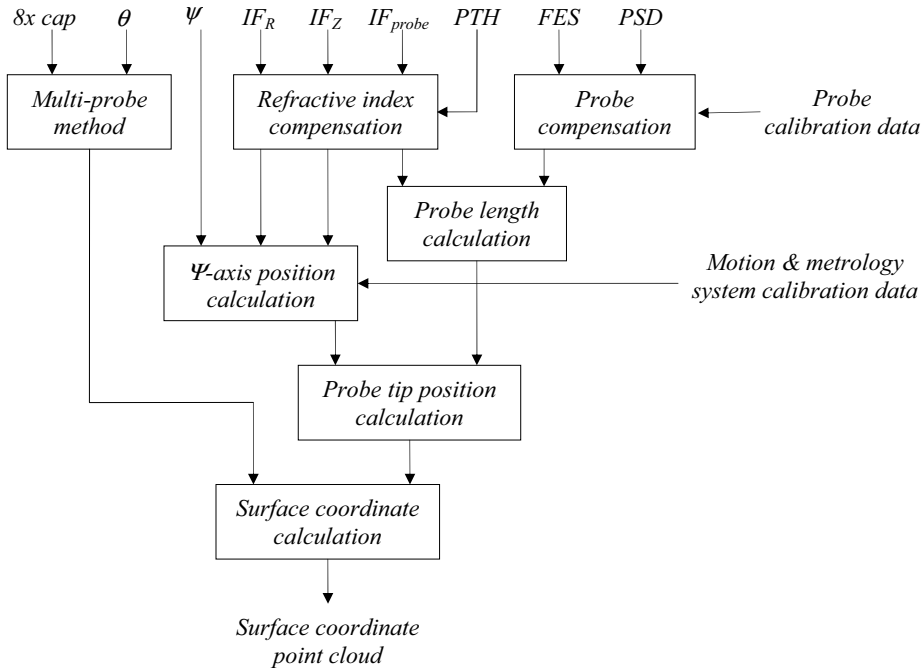 8x cap θ Ψ IF_R IF_Z IF_probe PTH FES PSD
Multi-probe
method
Refractive index
compensation
Probe
compensation
Probe
calibration data
Probe length
calculation
Ψ-axis position
calculation
Motion & metrology
system calibration data
Probe tip position
calculation
Surface coordinate
calculation
Surface coordinate
point cloud